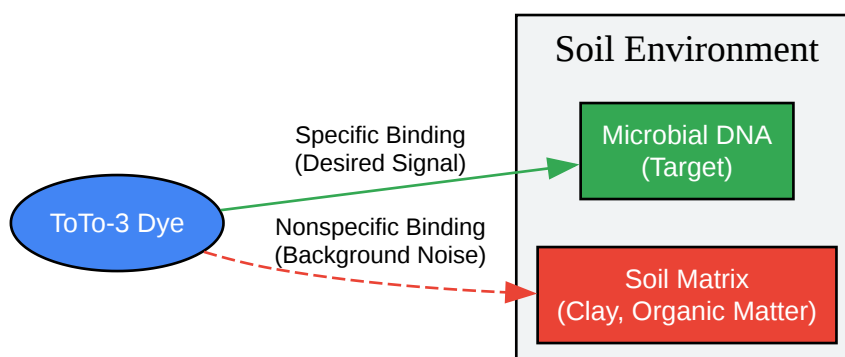 Soil Environment
Specific Binding
(Desired Signal)
Microbial DNA
(Target)
ToTo-3 Dye
Nonspecific Binding
(Background Noise)
Soil Matrix
(Clay, Organic Matter)